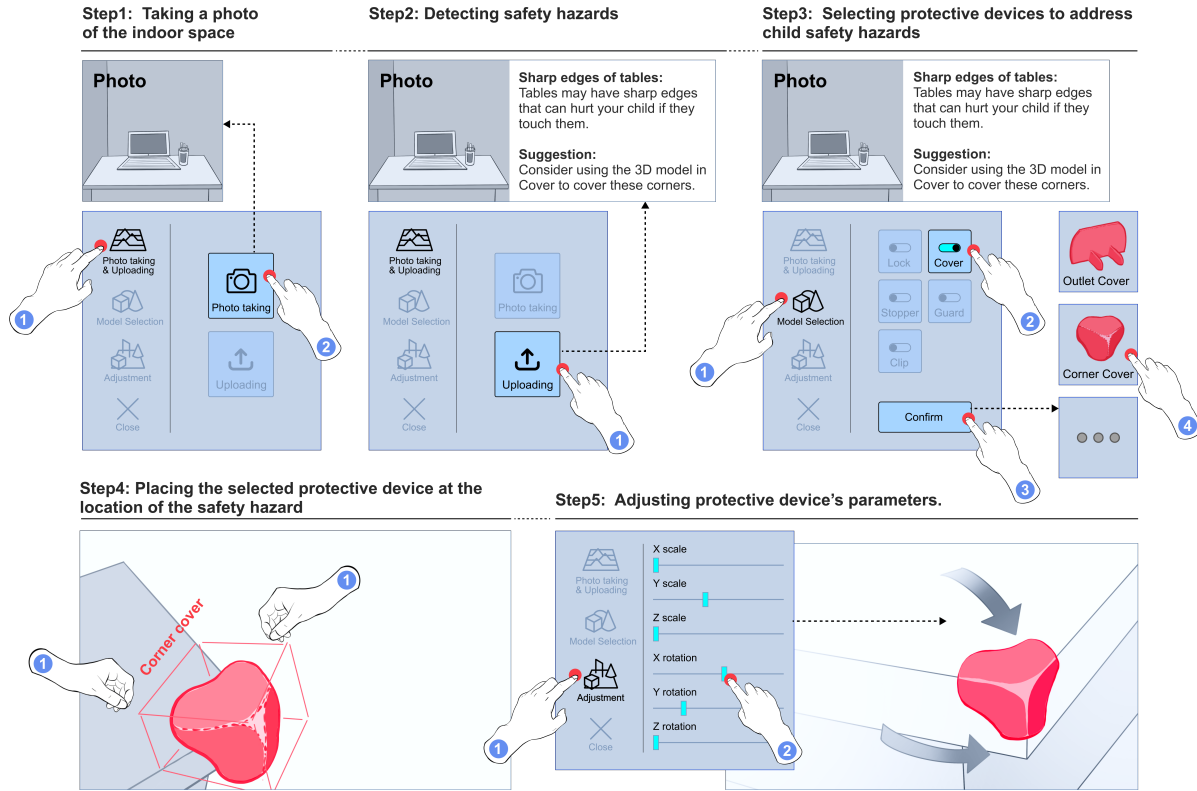 Step1: Taking a photo
of the indoor space
Photo
Photo taking
& Uploading
Model Selection
Adjustment
Close
Photo taking
Uploading
1
2
Step2: Detecting safety hazards
Photo
Sharp edges of tables:
Tables may have sharp edges
that can hurt your child if they
touch them.
Suggestion:
Consider using the 3D model in
Cover to cover these corners.
Photo taking
& Uploading
Model Selection
Adjustment
Close
Photo taking
Uploading
1
Step3: Selecting protective devices to address
child safety hazards
Photo
Sharp edges of tables:
Tables may have sharp edges
that can hurt your child if they
touch them.
Suggestion:
Consider using the 3D model in
Cover to cover these corners.
Photo taking
& Uploading
Model Selection
Adjustment
Close
Lock
Cover
Stopper
Guard
Clip
Confirm
Outlet Cover
Corner Cover
1
2
3
4
Step4: Placing the selected protective device at the
location of the safety hazard
Corner cover
1
1
Step5: Adjusting protective device's parameters.
Photo taking
& Uploading
Model Selection
Adjustment
Close
X scale
Y scale
Z scale
X rotation
Y rotation
Z rotation
1
2